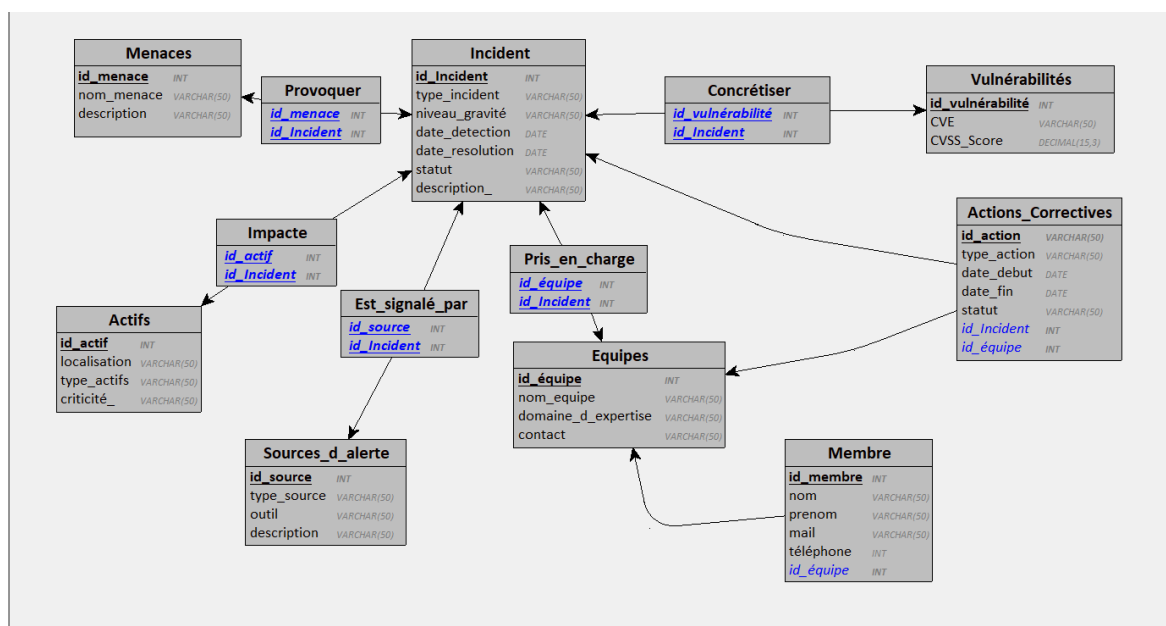 Menaces
id_menace INT
nom_menace VARCHAR(50)
description VARCHAR(50)
Provoquer
id_menace INT
id_Incident INT
Incident
id_Incident INT
type_incident VARCHAR(50)
niveau_gravité VARCHAR(50)
date_detection DATE
date_resolution DATE
statut VARCHAR(50)
description_ VARCHAR(50)
Concrétiser
id_vulnérabilité INT
id_Incident INT
Vulnérabilités
id_vulnérabilité INT
CVE VARCHAR(50)
CVSS_Score DECIMAL(15,3)
Impacte
id_actif INT
id_Incident INT
Pris_en_charge
id_équipe INT
id_Incident INT
Actions_Correctives
id_action VARCHAR(50)
type_action VARCHAR(50)
date_debut DATE
date_fin DATE
statut VARCHAR(50)
id_Incident INT
id_équipe INT
Est_signalé_par
id_source INT
id_Incident INT
Actifs
id_actif INT
localisation VARCHAR(50)
type_actifs VARCHAR(50)
criticité_ VARCHAR(50)
Equipes
id_équipe INT
nom_equipe VARCHAR(50)
domaine_d_expertise VARCHAR(50)
contact VARCHAR(50)
Sources_d_alerte
id_source INT
type_source VARCHAR(50)
outil VARCHAR(50)
description VARCHAR(50)
Membre
id_membre INT
nom VARCHAR(50)
prenom VARCHAR(50)
mail VARCHAR(50)
téléphone INT
id_équipe INT